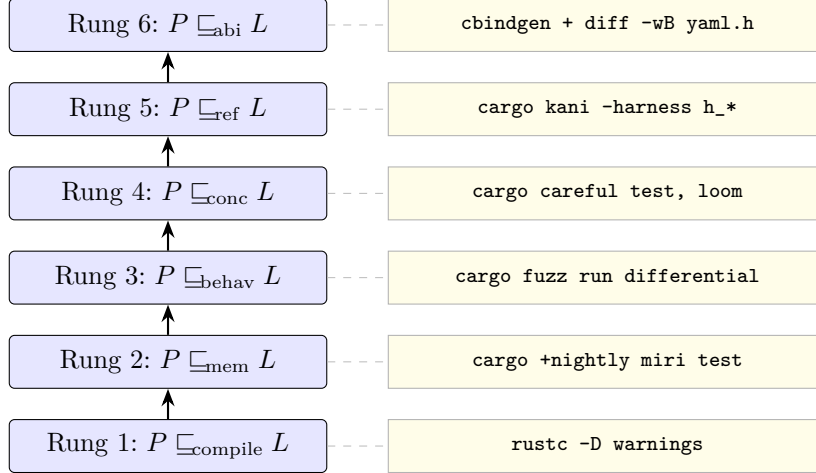 Rung 6: P ⊑abi L
cbindgen + diff -wB yaml.h
Rung 5: P ⊑ref L
cargo kani -harness h_*
Rung 4: P ⊑conc L
cargo careful test, loom
Rung 3: P ⊑behav L
cargo fuzz run differential
Rung 2: P ⊑mem L
cargo +nightly miri test
Rung 1: P ⊑compile L
rustc -D warnings